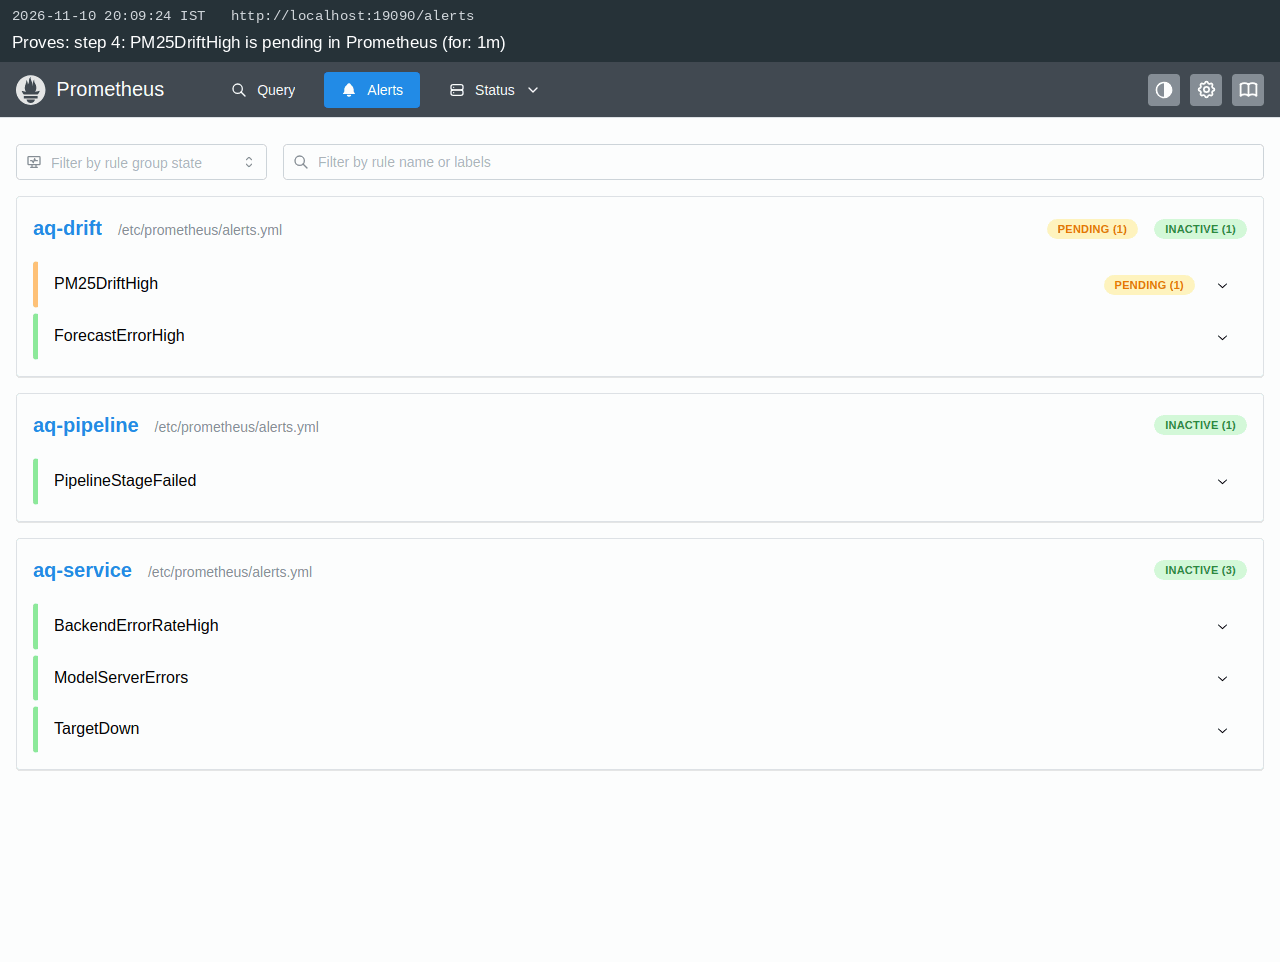 2026-11-10 20:09:24 IST http://localhost:19090/alerts
Proves: step 4: PM25DriftHigh is pending in Prometheus (for: 1m)
Prometheus Query Alerts Status
Filter by rule group state Filter by rule name or labels
aq-drift /etc/prometheus/alerts.yml PENDING (1) INACTIVE (1)
PM25DriftHigh PENDING (1)
ForecastErrorHigh
aq-pipeline /etc/prometheus/alerts.yml INACTIVE (1)
PipelineStageFailed
aq-service /etc/prometheus/alerts.yml INACTIVE (3)
BackendErrorRateHigh
ModelServerErrors
TargetDown